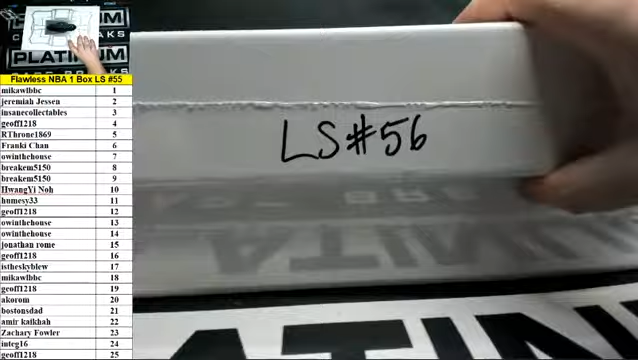 PLATINUM
PLATINUM
Flawless NBA 1 Box LS #55
mikawlbbc 1
jeremiah Jessen 2
insanecollectables 3
geoff1218 4
RThrone1869 5
Franki Chan 6
owinthehouse 7
breakem5150 8
breakem5150 9
HwangYi Noh 10
humesy33 11
geoff1218 12
owinthehouse 13
owinthehouse 14
jonathan rome 15
geoff1218 16
istheskyblew 17
mikawlbbc 18
geoff1218 19
akorom 20
bostonsdad 21
amir kaikhah 22
Zachary Fowler 23
integ16 24
geoff1218 25
LS#56